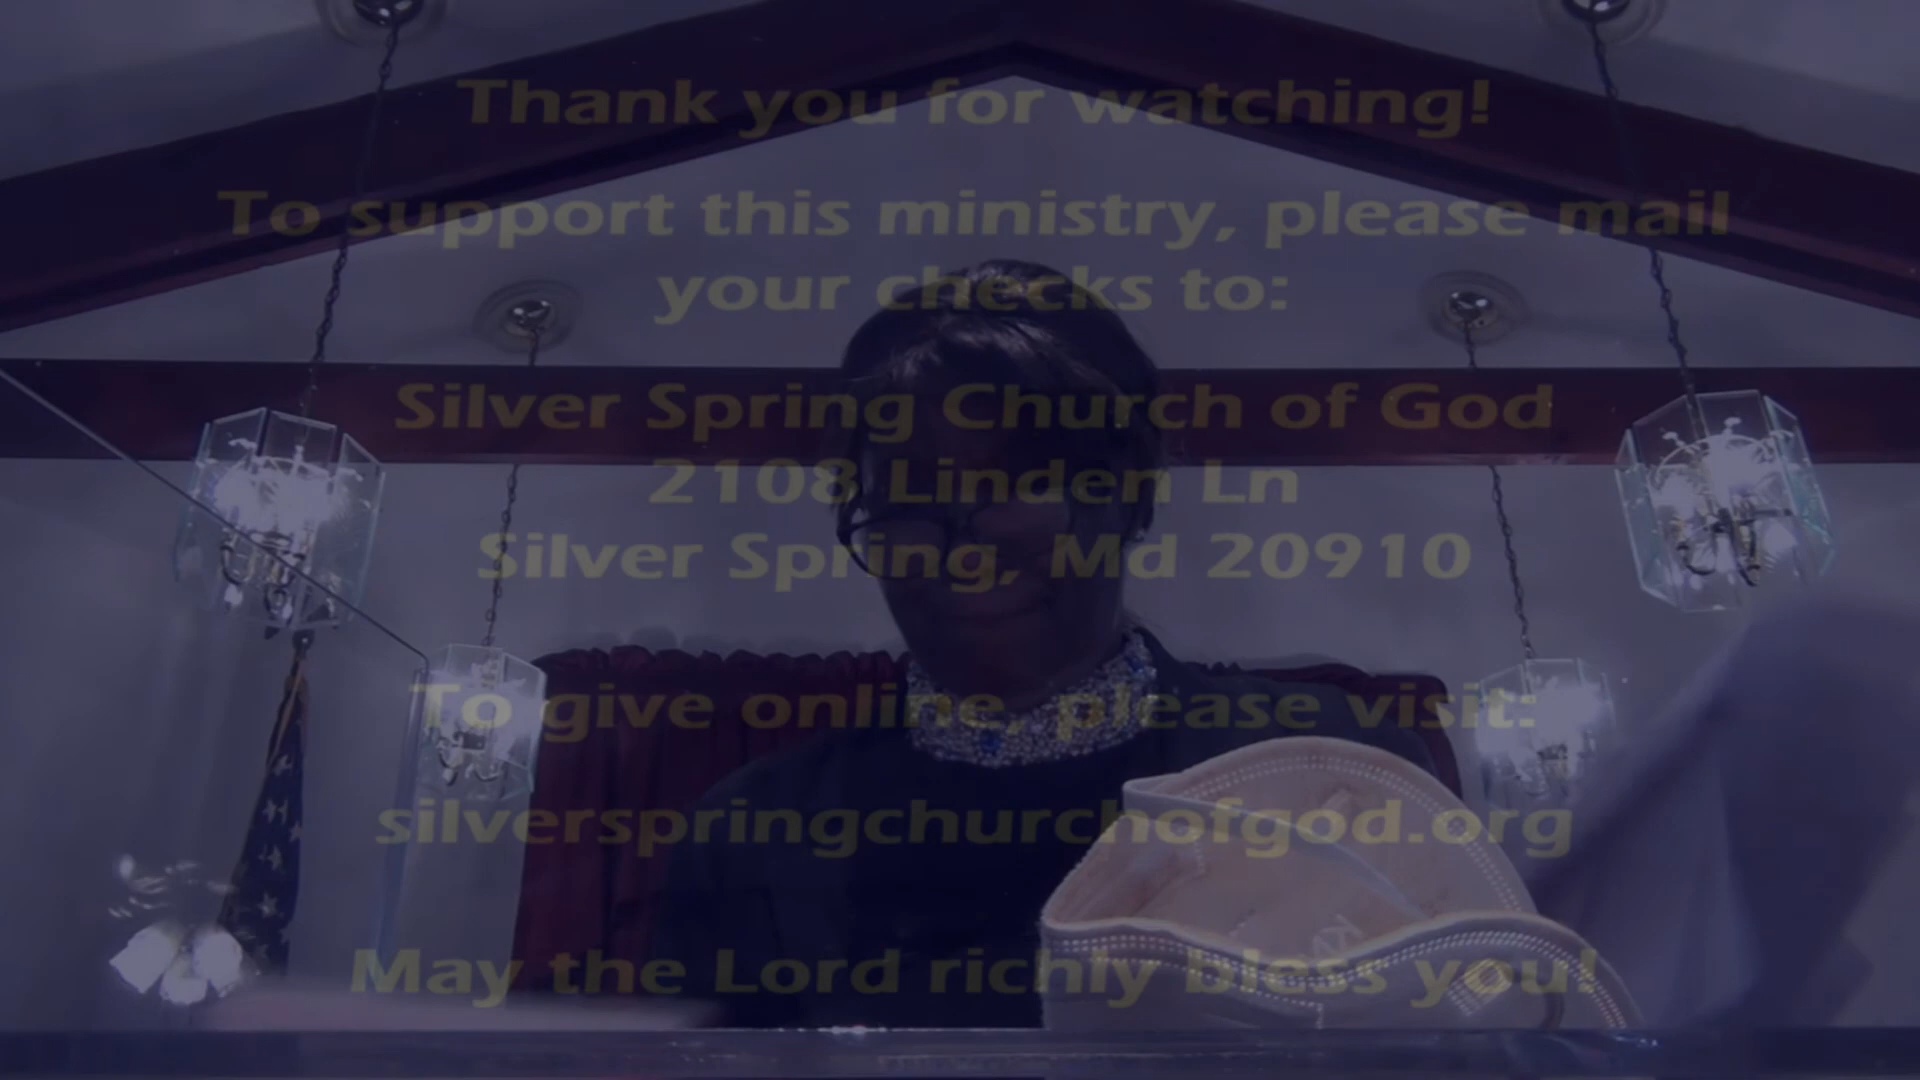 Thank you for watching!
To support this ministry, please mail
your checks to:
Silver Spring Church of God
2108 Linden Ln
Silver Spring, Md 20910
To give online, please visit:
silverspringchurchofgod.org
May the Lord richly bless you!